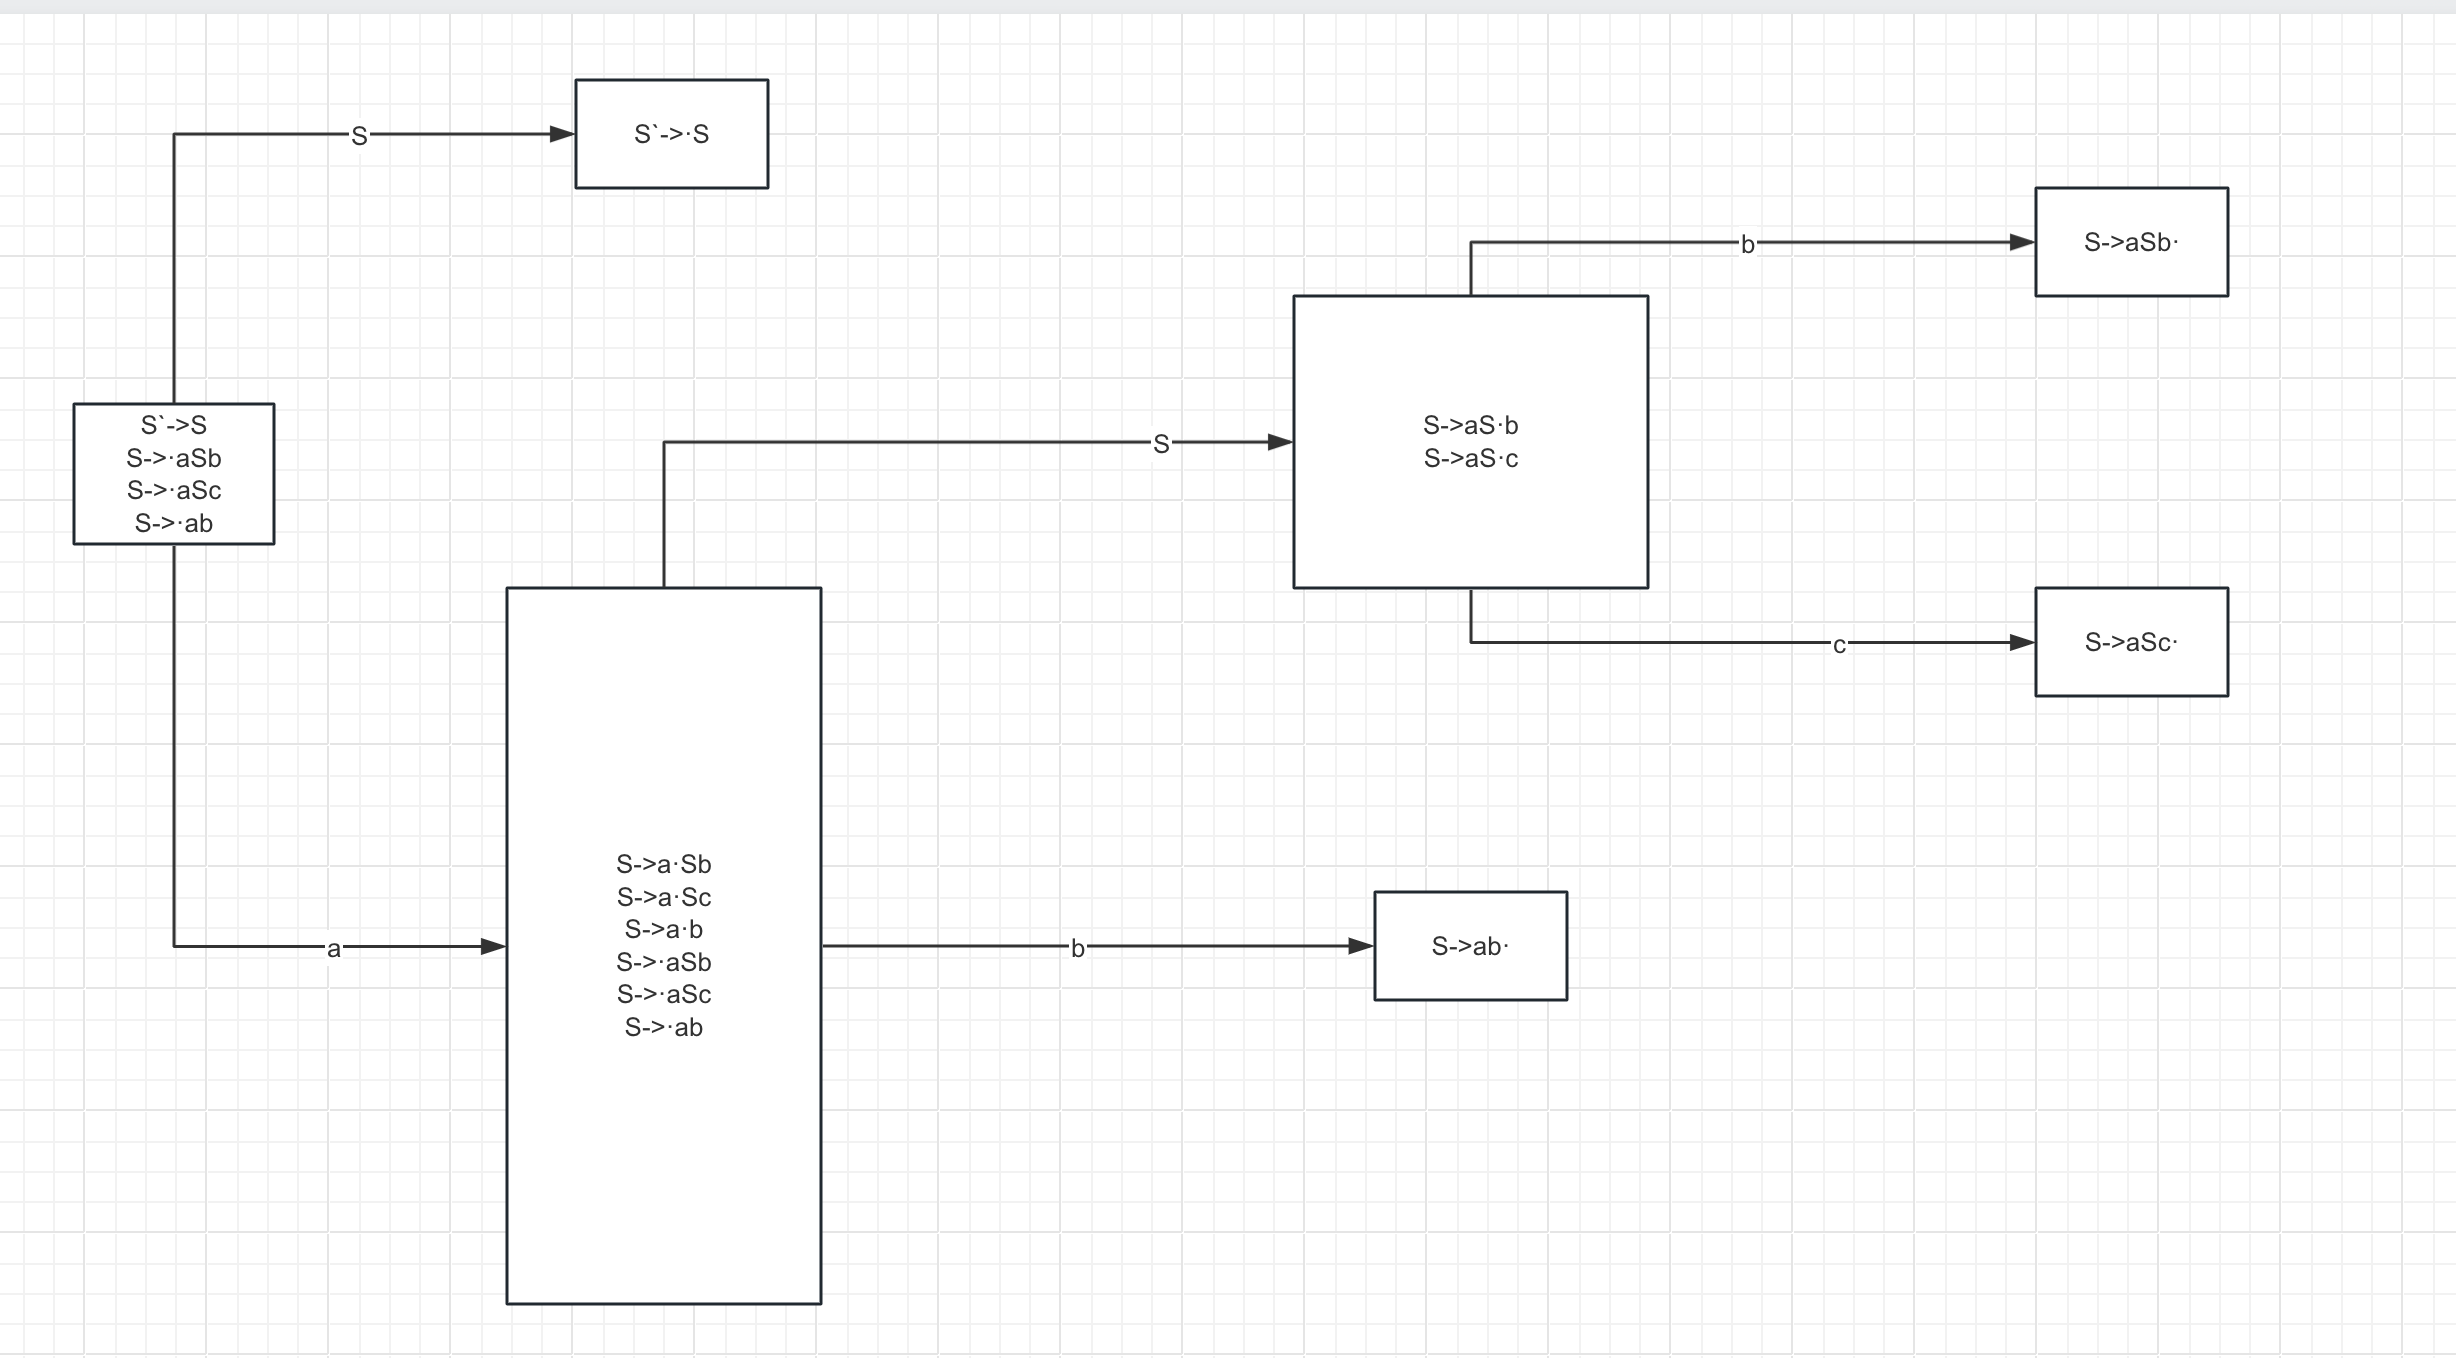 S
S`->·S
b
S->aSb·
S`->S
S->·aSb
S->·aSc
S->·ab
S
S->aS·b
S->aS·c
c
S->aSc·
a
S->a·Sb
S->a·Sc
S->a·b
S->·aSb
S->·aSc
S->·ab
b
S->ab·